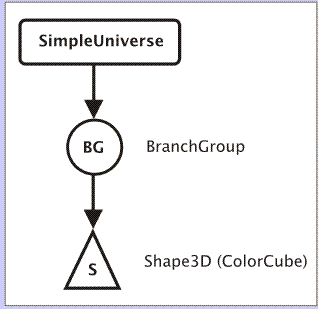 SimpleUniverse
BG
BranchGroup
S
Shape3D (ColorCube)